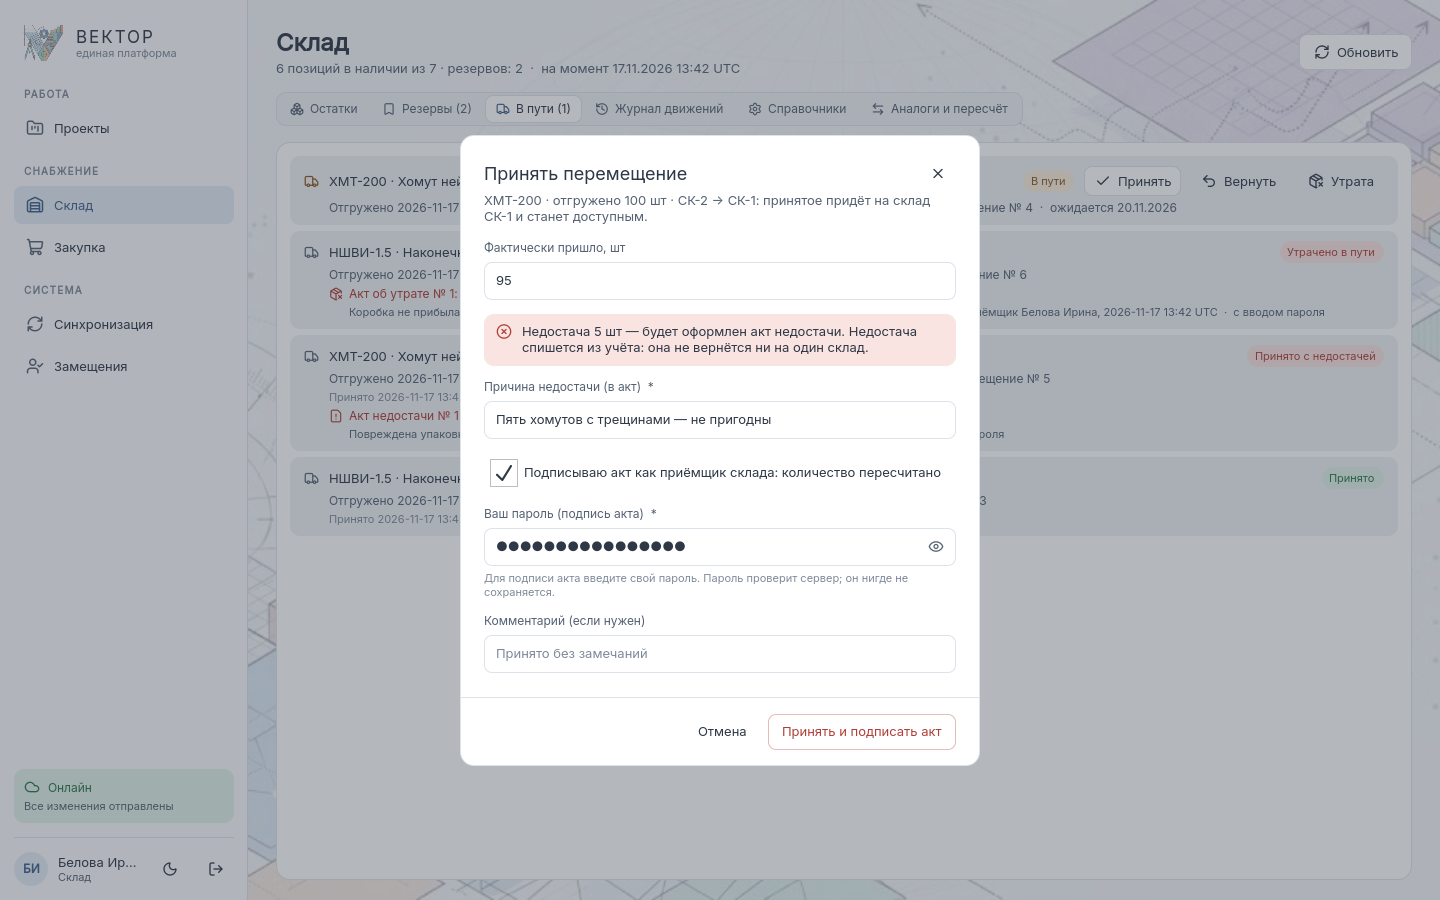 ВЕКТОР
единая платформа
РАБОТА
Проекты
СНАБЖЕНИЕ
Склад
Закупка
СИСТЕМА
Синхронизация
Замещения
Онлайн
Все изменения отправлены
БИ
Белова Ир...
Склад
Склад
6 позиций в наличии из 7 · резервов: 2 · на момент 17.11.2026 13:42 UTC
Обновить
Остатки
Резервы (2)
В пути (1)
Журнал движений
Справочники
Аналоги и пересчёт
ХМТ-200 · Хомут ней
В пути
Принять
Вернуть
Утрата
Отгружено 2026-11-17
ение № 4 · ожидается 20.11.2026
НШВИ-1.5 · Наконечн
Утрачено в пути
Отгружено 2026-11-17
ние № 6
Акт об утрате № 1:
Коробка не прибыла
ёмщик Белова Ирина, 2026-11-17 13:42 UTC · с вводом пароля
ХМТ-200 · Хомут ней
Принято с недостачей
Отгружено 2026-11-17
ещение № 5
Принято 2026-11-17 13:4
Акт недостачи № 1
Повреждена упаков
роля
НШВИ-1.5 · Наконечн
Принято
Отгружено 2026-11-17
3
Принято 2026-11-17 13:4
Принять перемещение
ХМТ-200 · отгружено 100 шт · СК-2 → СК-1: принятое придёт на склад
СК-1 и станет доступным.
Фактически пришло, шт
95
Недостача 5 шт — будет оформлен акт недостачи. Недостача
спишется из учёта: она не вернётся ни на один склад.
Причина недостачи (в акт) *
Пять хомутов с трещинами — не пригодны
Подписываю акт как приёмщик склада: количество пересчитано
Ваш пароль (подпись акта) *
●●●●●●●●●●●●●●●●
Для подписи акта введите свой пароль. Пароль проверит сервер; он нигде не
сохраняется.
Комментарий (если нужен)
Принято без замечаний
Отмена
Принять и подписать акт